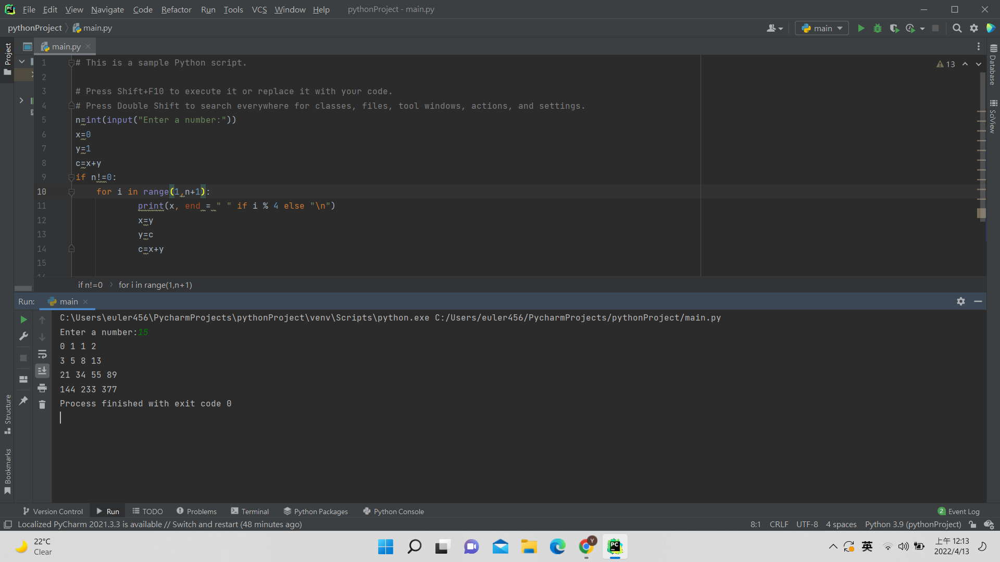 File Edit View Navigate Code Refactor Run Tools VCS Window Help pythonProject - main.py
pythonProject main.py main
Project main.py
1 # This is a sample Python script. 13
2
3 # Press Shift+F10 to execute it or replace it with your code.
4 # Press Double Shift to search everywhere for classes, files, tool windows, actions, and settings.
5 n=int(input("Enter a number:"))
6 x=0
7 y=1
8 c=x+y
9 if n!=0:
10 for i in range(1,n+1):
11 print(x, end = " " if i % 4 else "\n")
12 x=y
13 y=c
14 c=x+y
15
Database
SciView
if n!=0 for i in range(1,n+1)
Run: main
C:\Users\euler456\PycharmProjects\pythonProject\venv\Scripts\python.exe C:/Users/euler456/PycharmProjects/pythonProject/main.py
Enter a number:15
0 1 1 2
3 5 8 13
21 34 55 89
144 233 377
Process finished with exit code 0
Structure
Bookmarks
Version Control Run TODO Problems Terminal Python Packages Python Console 2 Event Log
Localized PyCharm 2021.3.3 is available // Switch and restart (48 minutes ago) 8:1 CRLF UTF-8 4 spaces Python 3.9 (pythonProject)
22°C
Clear
PC
Y
英
上午 12:13
2022/4/13